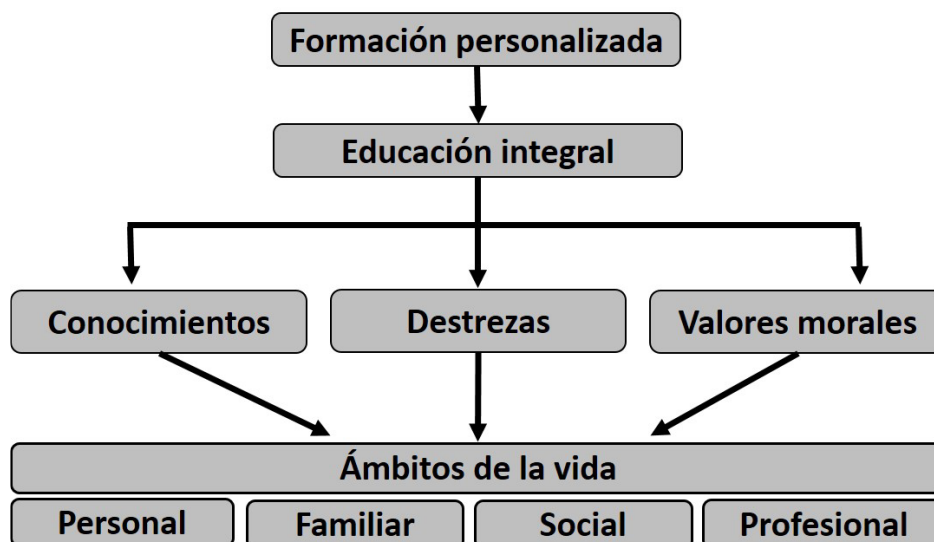 Formación personalizada
Educación integral
Conocimientos
Destrezas
Valores morales
Ámbitos de la vida
Personal
Familiar
Social
Profesional